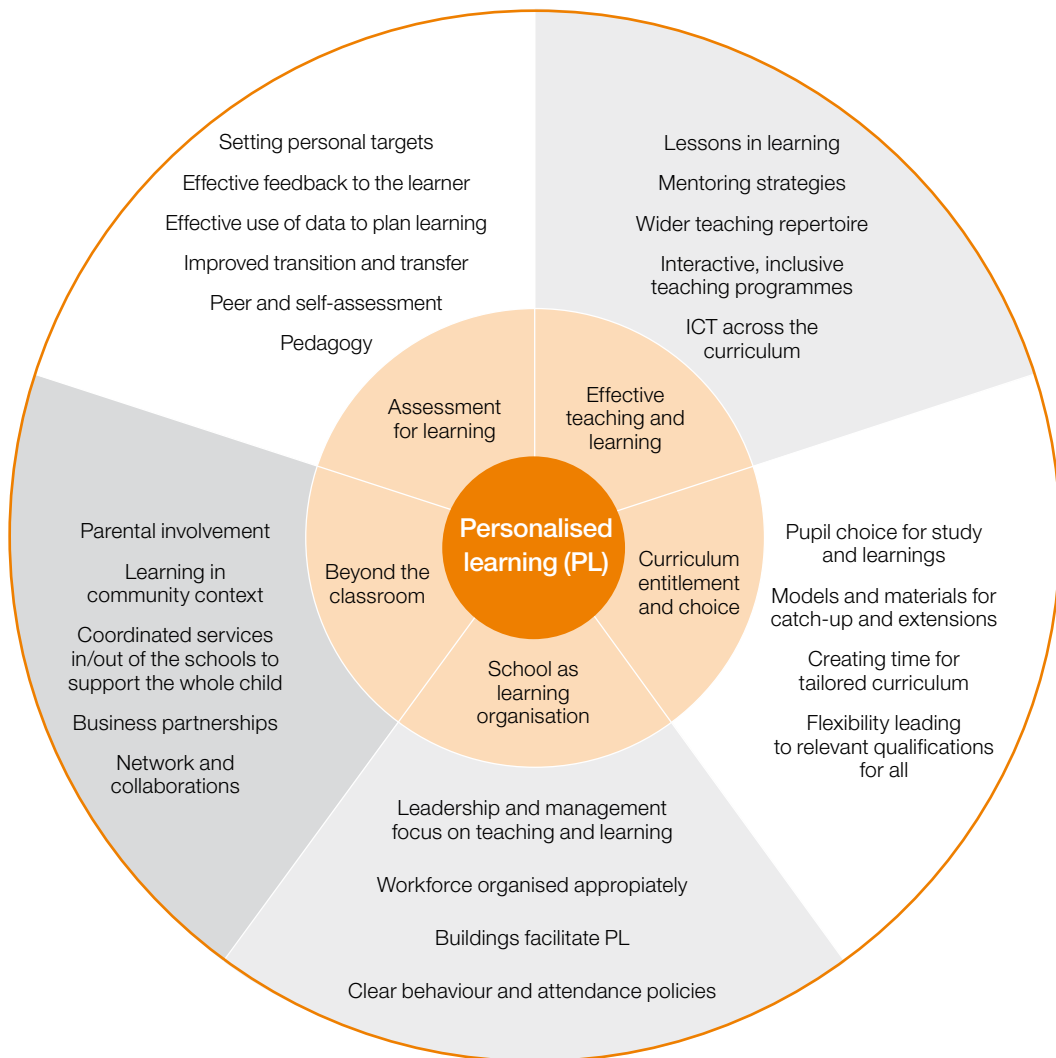 Setting personal targets
Effective feedback to the learner
Effective use of data to plan learning
Improved transition and transfer
Peer and self-assessment
Pedagogy
Lessons in learning
Mentoring strategies
Wider teaching repertoire
Interactive, inclusive
teaching programmes
ICT across the
curriculum
Assessment
for learning
Effective
teaching and
learning
Personalised
learning (PL)
Beyond the
classroom
Curriculum
entitlement
and choice
School as
learning
organisation
Parental involvement
Learning in
community context
Coordinated services
in/out of the schools to
support the whole child
Business partnerships
Network and
collaborations
Pupil choice for study
and learnings
Models and materials for
catch-up and extensions
Creating time for
tailored curriculum
Flexibility leading
to relevant qualifications
for all
Leadership and management
focus on teaching and learning
Workforce organised appropiately
Buildings facilitate PL
Clear behaviour and attendance policies